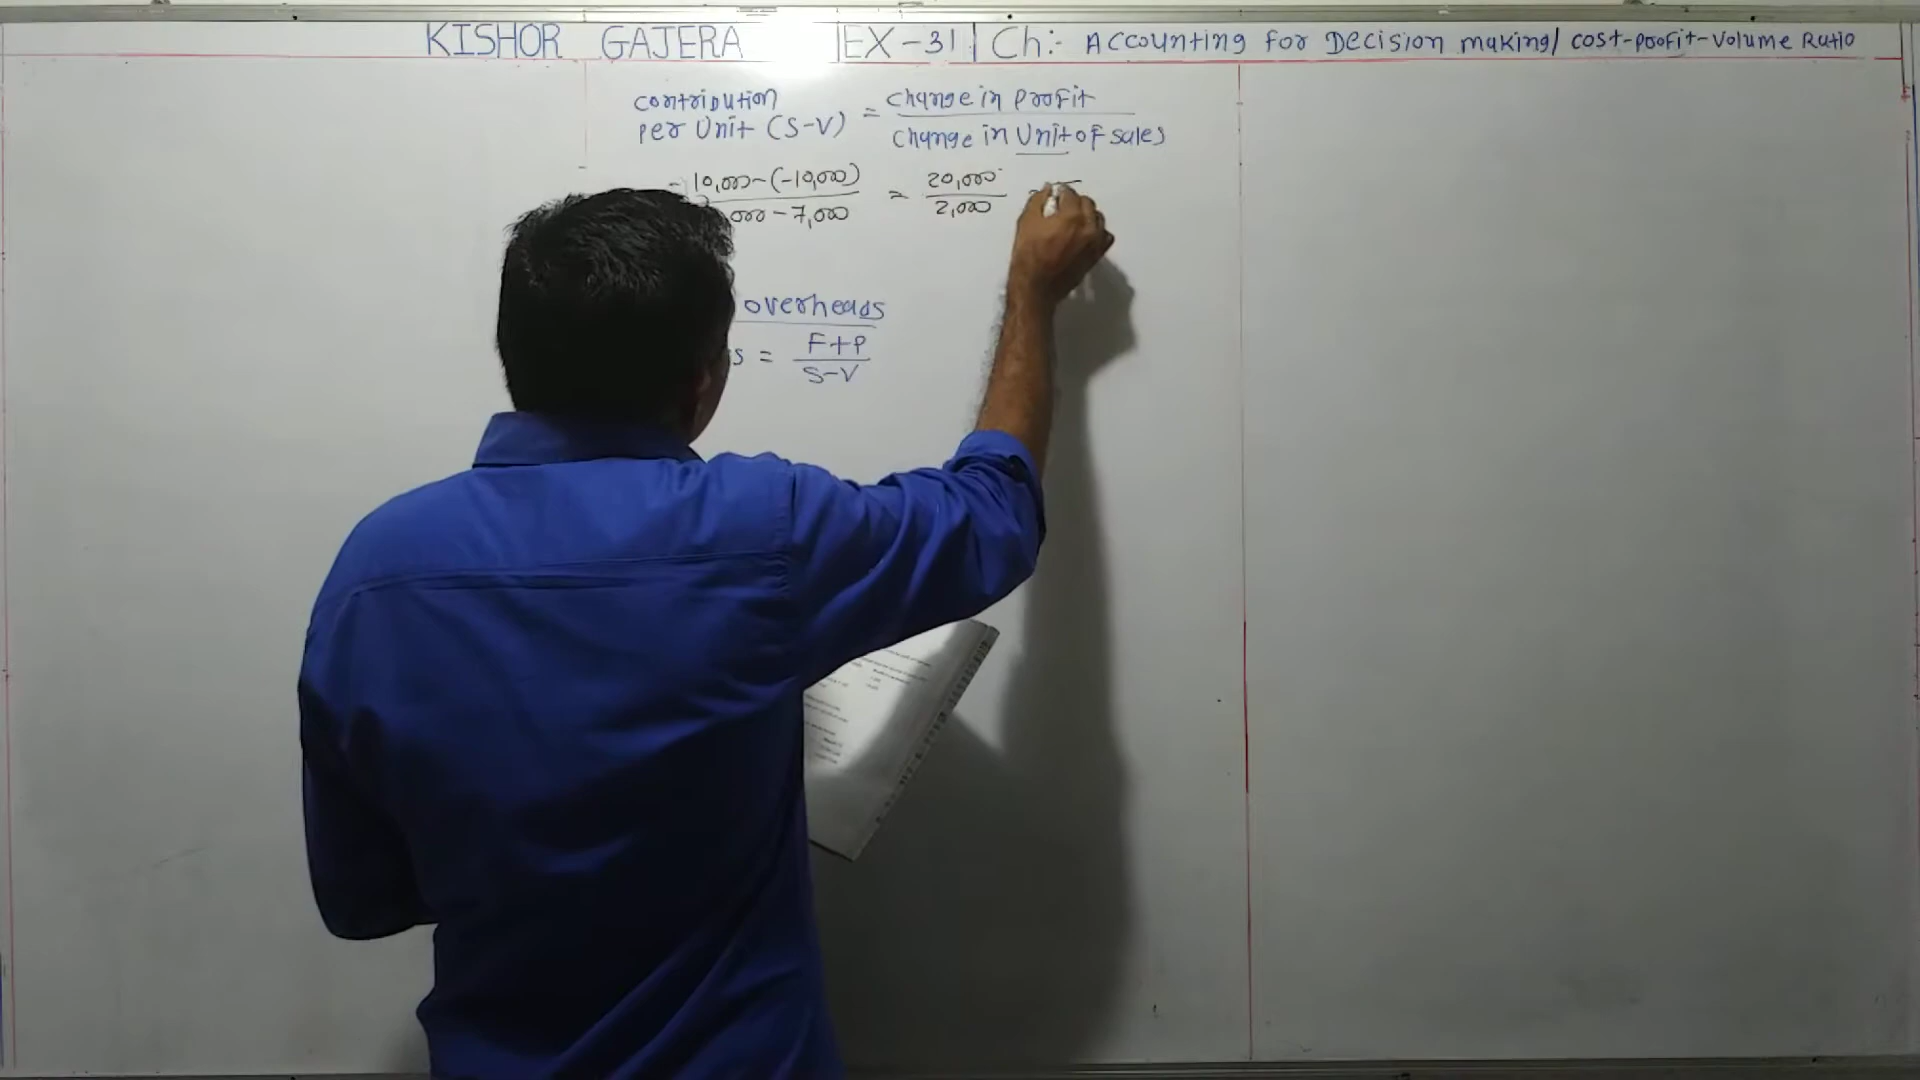 KISHOR GAJERA EX-31 Ch:- Accounting for Decision making/ cost-profit-volume Ratio
contribution
per Unit (S-V) = change in profit
change in Unit of sales
= 10,000-(-10,000) = 20,000 =
,000 - 7,000 2,000
overheads
s = F+P
S-V